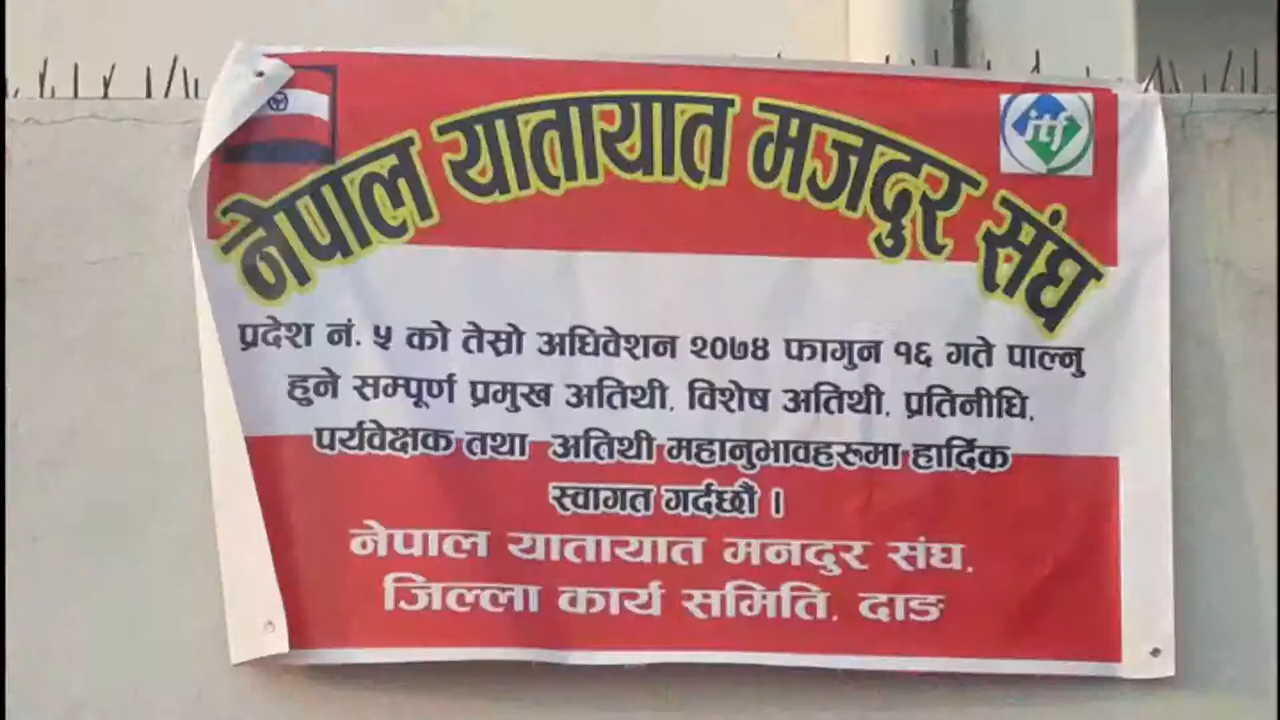 नेपाल यातायात मजदुर संघ
itf
प्रदेश नं. ५ को तेस्रो अधिवेशन २०७४ फागुन १६ गते पाल्नु
हुने सम्पूर्ण प्रमुख अतिथी, विशेष अतिथी, प्रतिनीधि,
पर्यवेक्षक तथा अतिथी महानुभावहरुमा हार्दिक
स्वागत गर्दछौं ।
नेपाल यातायात मनदुर संघ,
जिल्ला कार्य समिति, दाङ